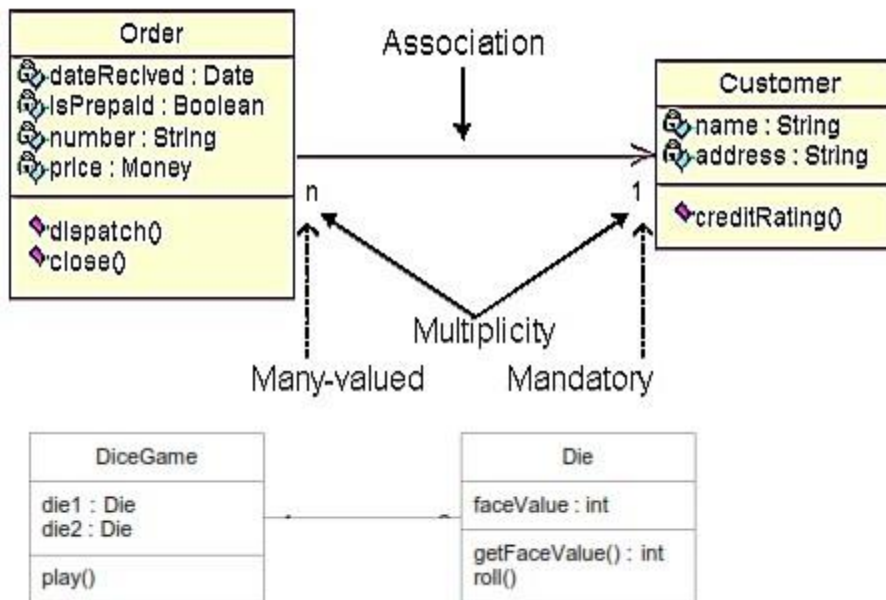 Order
dateRecived : Date
isPrepaid : Boolean
number : String
price : Money
dispatch()
close()
Association
Customer
name : String
address : String
creditRating()
n
1
Multiplicity
Many-valued
Mandatory
DiceGame
die1 : Die
die2 : Die
play()
Die
faceValue : int
getFaceValue() : int
roll()